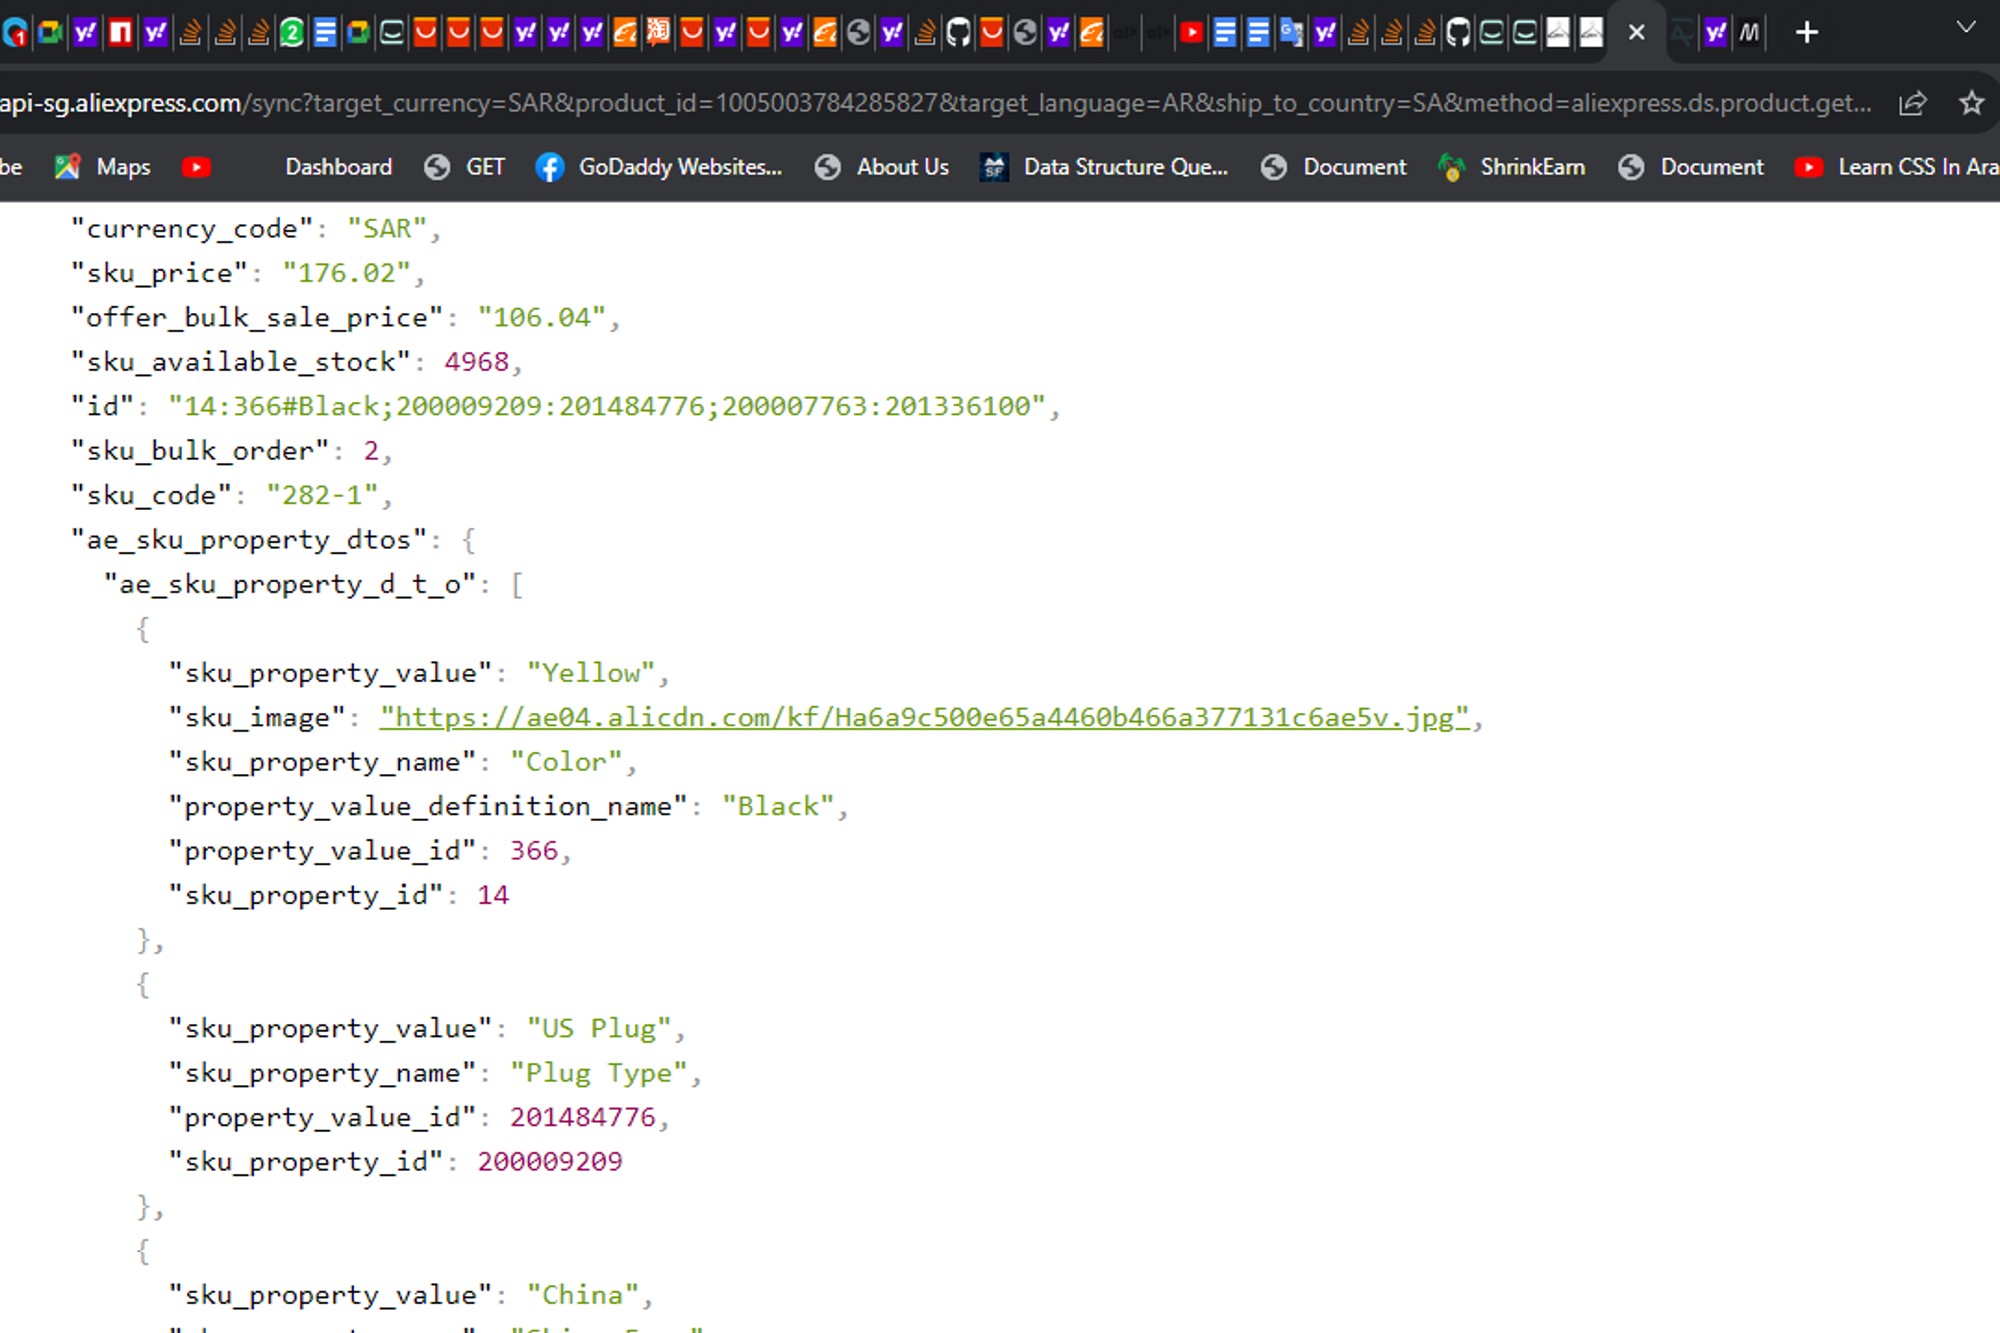 api-sg.aliexpress.com/sync?target_currency=SAR&product_id=1005003784285827&target_language=AR&ship_to_country=SA&method=aliexpress.ds.product.get...
be Maps Dashboard GET GoDaddy Websites... About Us Data Structure Que... Document ShrinkEarn Document Learn CSS In Ara
"currency_code": "SAR",
"sku_price": "176.02",
"offer_bulk_sale_price": "106.04",
"sku_available_stock": 4968,
"id": "14:366#Black;200009209:201484776;200007763:201336100",
"sku_bulk_order": 2,
"sku_code": "282-1",
"ae_sku_property_dtos": {
"ae_sku_property_d_t_o": [
{
"sku_property_value": "Yellow",
"sku_image": "https://ae04.alicdn.com/kf/Ha6a9c500e65a4460b466a377131c6ae5v.jpg",
"sku_property_name": "Color",
"property_value_definition_name": "Black",
"property_value_id": 366,
"sku_property_id": 14
},
{
"sku_property_value": "US Plug",
"sku_property_name": "Plug Type",
"property_value_id": 201484776,
"sku_property_id": 200009209
},
{
"sku_property_value": "China",